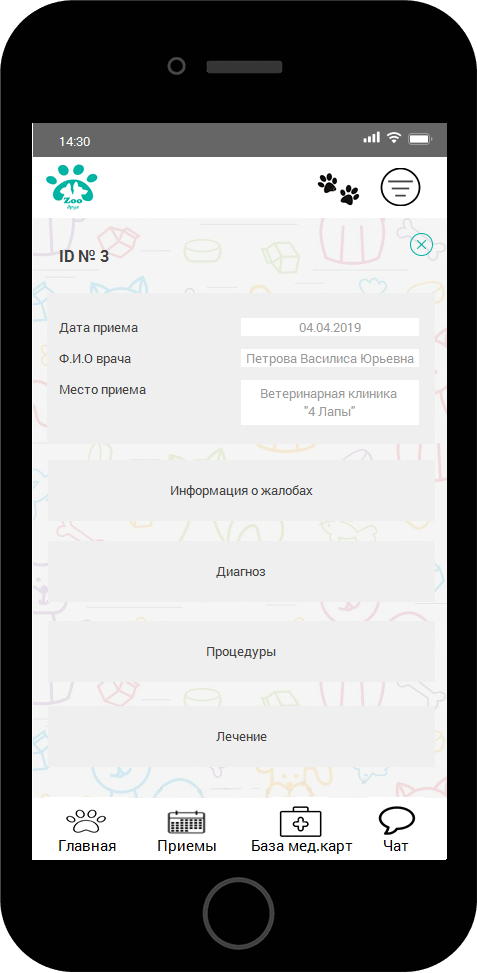 14:30
Zoo
друг
ID № 3
Дата приема
04.04.2019
Ф.И.О врача
Петрова Василиса Юрьевна
Место приема
Ветеринарная клиника
"4 Лапы"
Информация о жалобах
Диагноз
Процедуры
Лечение
Главная
Приемы
База мед.карт
Чат